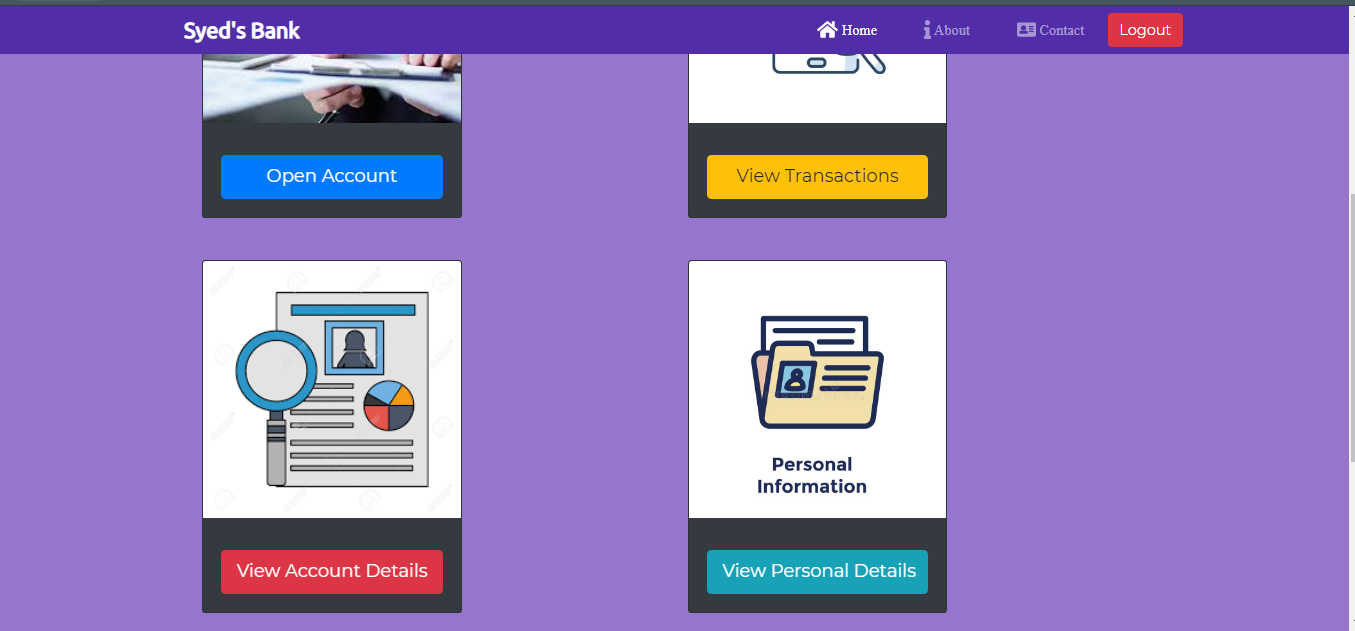 Syed's Bank
Home
About
Contact
Logout
Open Account
View Transactions
Personal
Information
View Account Details
View Personal Details